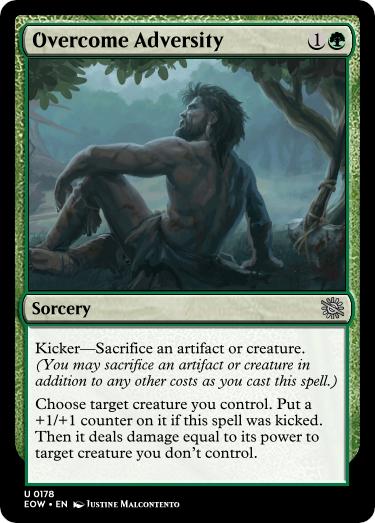 Overcome Adversity 1
Sorcery
Kicker—Sacrifice an artifact or creature.
(You may sacrifice an artifact or creature in
addition to any other costs as you cast this spell.)
Choose target creature you control. Put a
+1/+1 counter on it if this spell was kicked.
Then it deals damage equal to its power to
target creature you don't control.
U 0178
EOW • EN Justine Malcontento